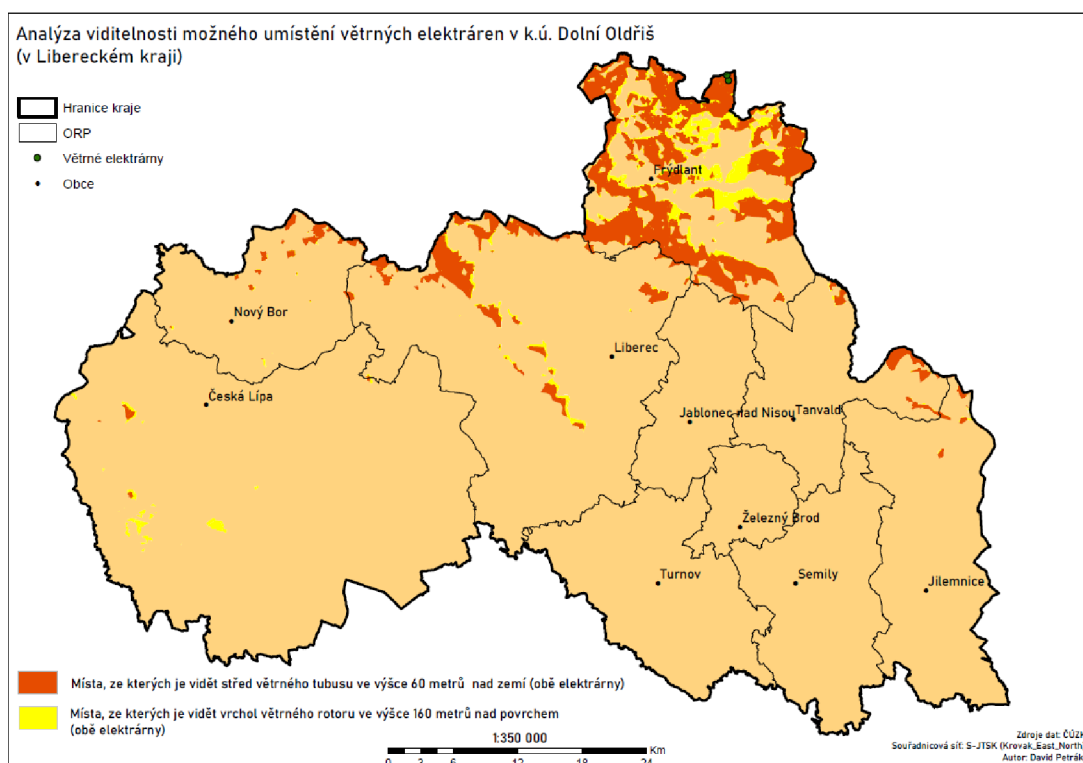 Analýza viditelnosti možného umístění větrných elektráren v k.ú. Dolní Oldřiš
(v Libereckém kraji)
Hranice kraje
ORP
Větrné elektrárny
Obce
Frýdlant
Nový Bor
Liberec
Česká Lípa
Jablonec nad Nisou
Tanvald
Železný Brod
Turnov
Semily
Jilemnice
Místa, ze kterých je vidět střed větrného tubusu ve výšce 60 metrů nad zemí (obě elektrárny)
Místa, ze kterých je vidět vrchol větrného rotoru ve výšce 160 metrů nad povrchem
(obě elektrárny)
1:350 000
Km
0 3 6 12 18 24
Zdroje dat: ČÚZK
Souřadnicová síť: S-JTSK (Krovak_East_North
Autor: David Petrák